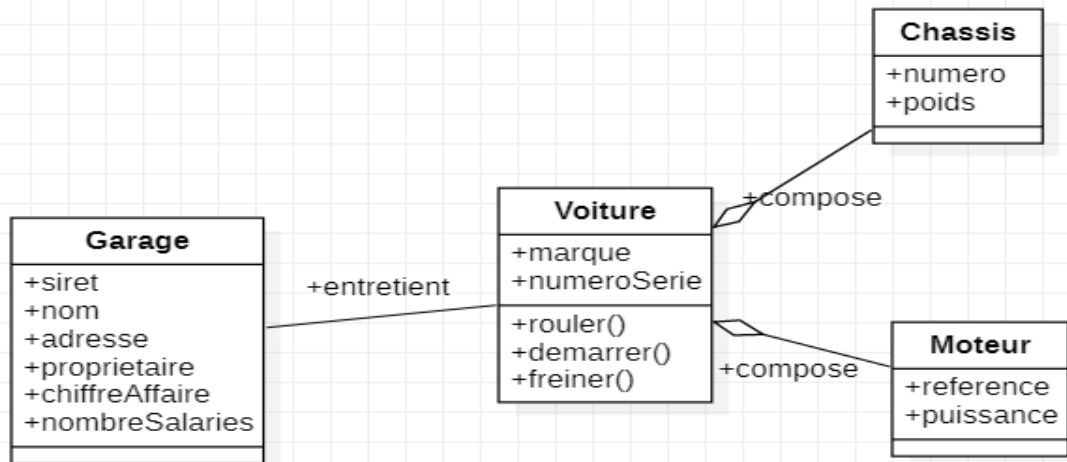 Chassis
+numero
+poids
+compose
Voiture
+marque
+numeroSerie
+rouler()
+demarrer()
+freiner()
Garage
+siret
+nom
+adresse
+proprietaire
+chiffreAffaire
+nombreSalaries
+entretient
+compose
Moteur
+reference
+puissance